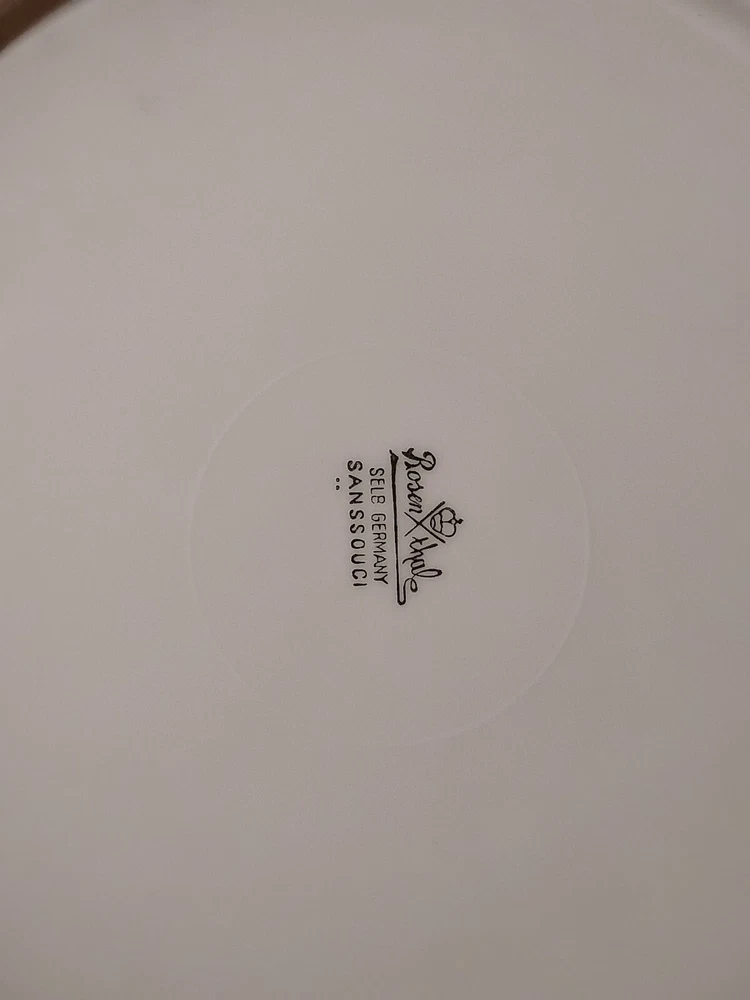 Rosenthal
SELB GERMANY
SANSSOUCI